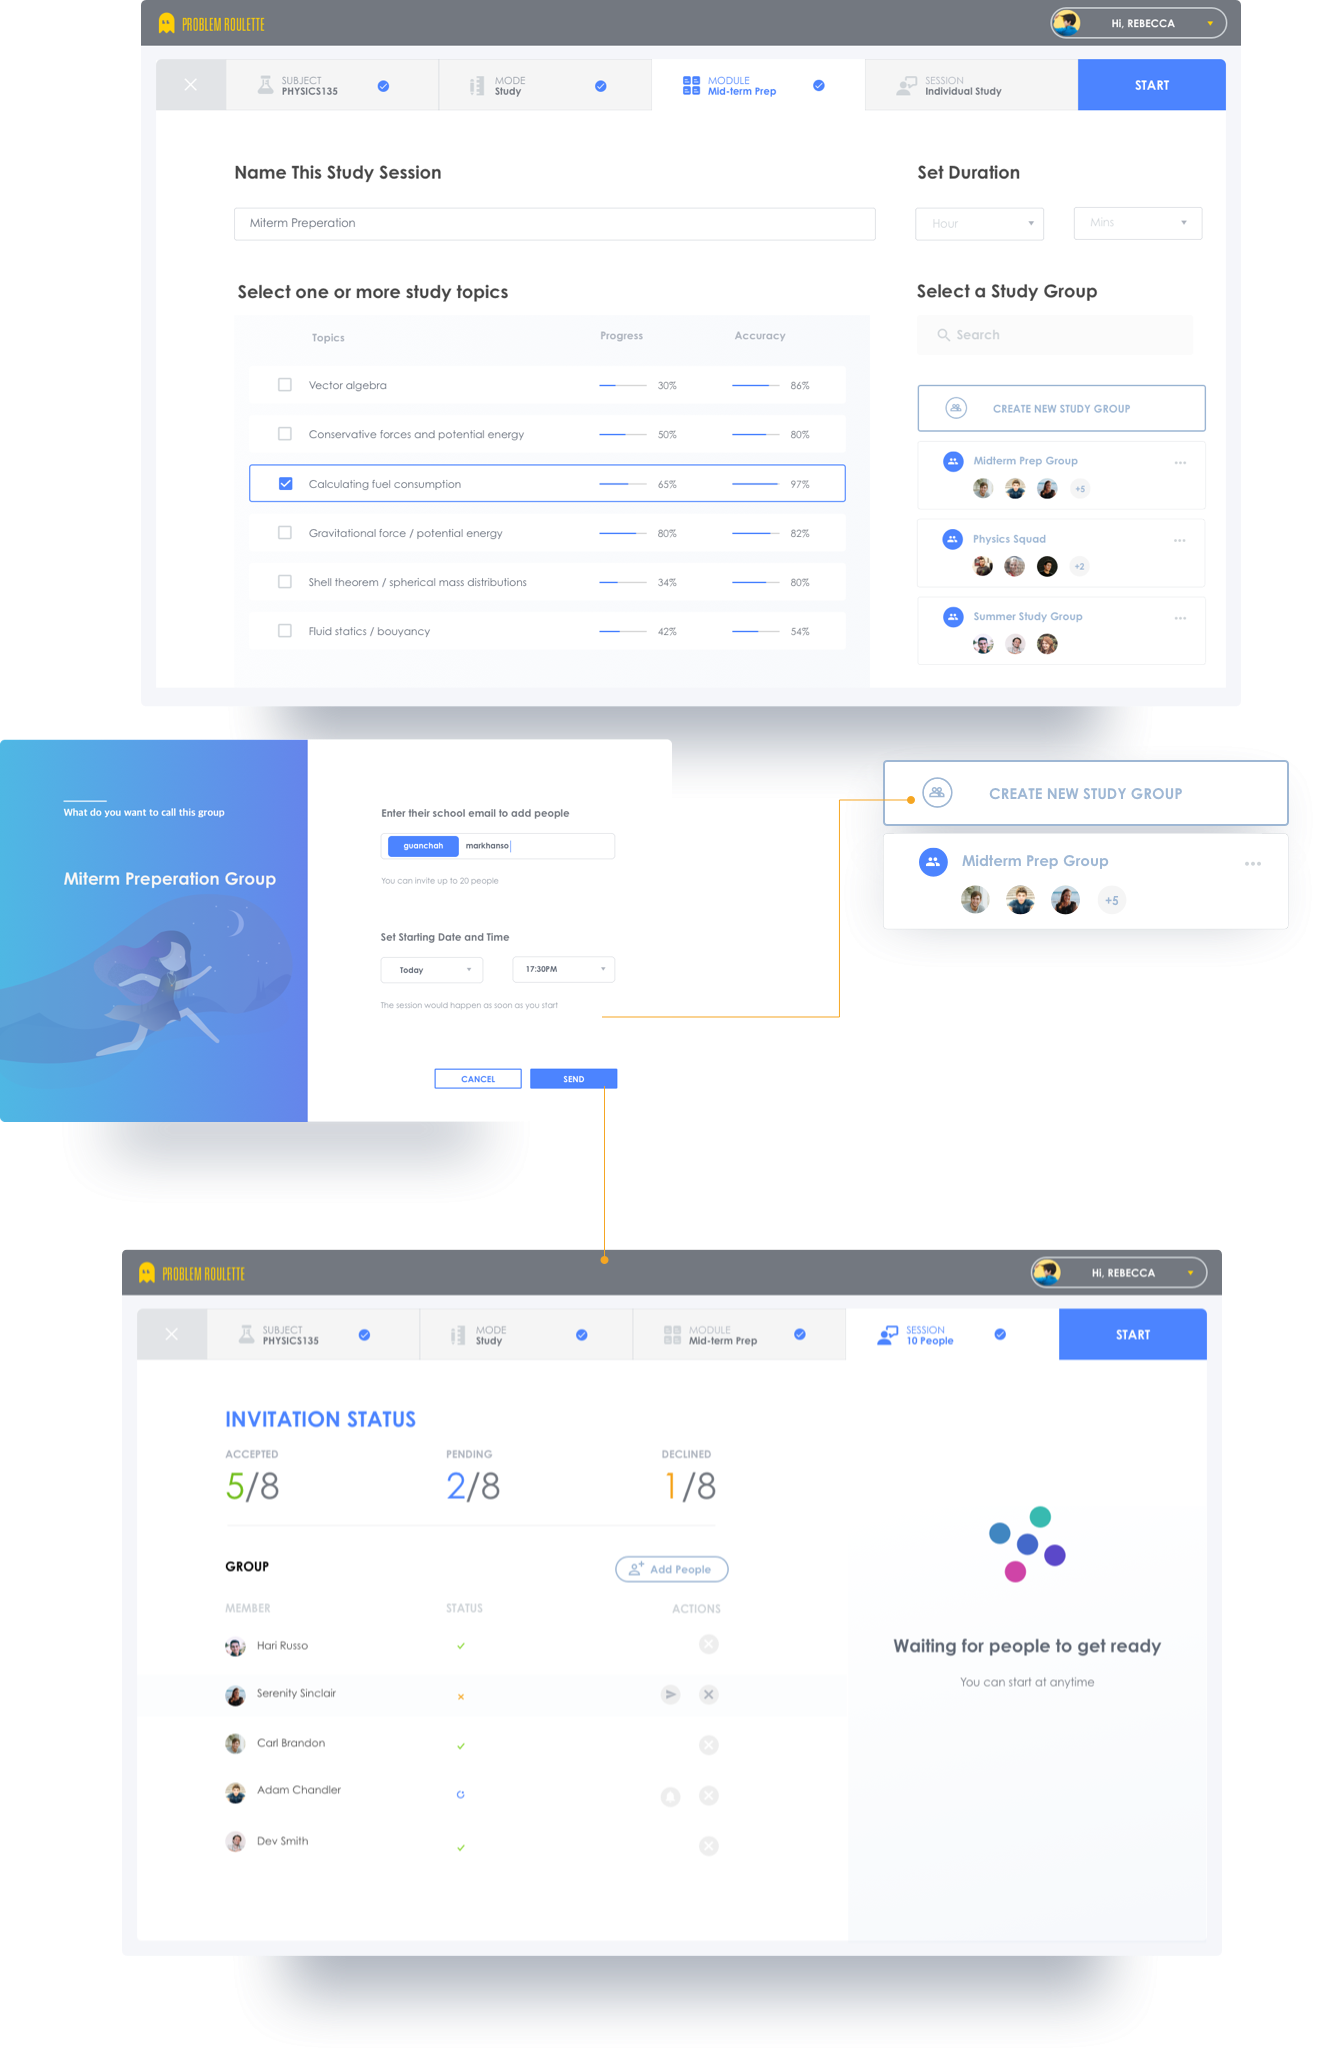 PROBLEM ROULETTE
Hi, REBECCA
SUBJECT
PHYSICS135
MODE
Study
MODULE
Mid-term Prep
SESSION
Individual Study
START
Name This Study Session
Set Duration
Miterm Preperation
Hour
Mins
Select one or more study topics
Select a Study Group
Topics
Progress
Accuracy
Search
Vector algebra
30%
86%
CREATE NEW STUDY GROUP
Conservative forces and potential energy
50%
80%
Midterm Prep Group
+5
Calculating fuel consumption
65%
97%
Gravitational force / potential energy
80%
82%
Physics Squad
+2
Shell theorem / spherical mass distributions
34%
80%
Summer Study Group
Fluid statics / bouyancy
42%
54%
What do you want to call this group
Miterm Preperation Group
Enter their school email to add people
guanchah
markhanso
You can invite up to 20 people
Set Starting Date and Time
Today
17:30PM
The session would happen as soon as you start
CANCEL
SEND
CREATE NEW STUDY GROUP
Midterm Prep Group
+5
PROBLEM ROULETTE
Hi, REBECCA
SUBJECT
PHYSICS135
MODE
Study
MODULE
Mid-term Prep
SESSION
10 People
START
INVITATION STATUS
ACCEPTED
5/8
PENDING
2/8
DECLINED
1/8
GROUP
Add People
MEMBER
STATUS
ACTIONS
Hari Russo
Serenity Sinclair
Carl Brandon
Adam Chandler
Dev Smith
Waiting for people to get ready
You can start at anytime